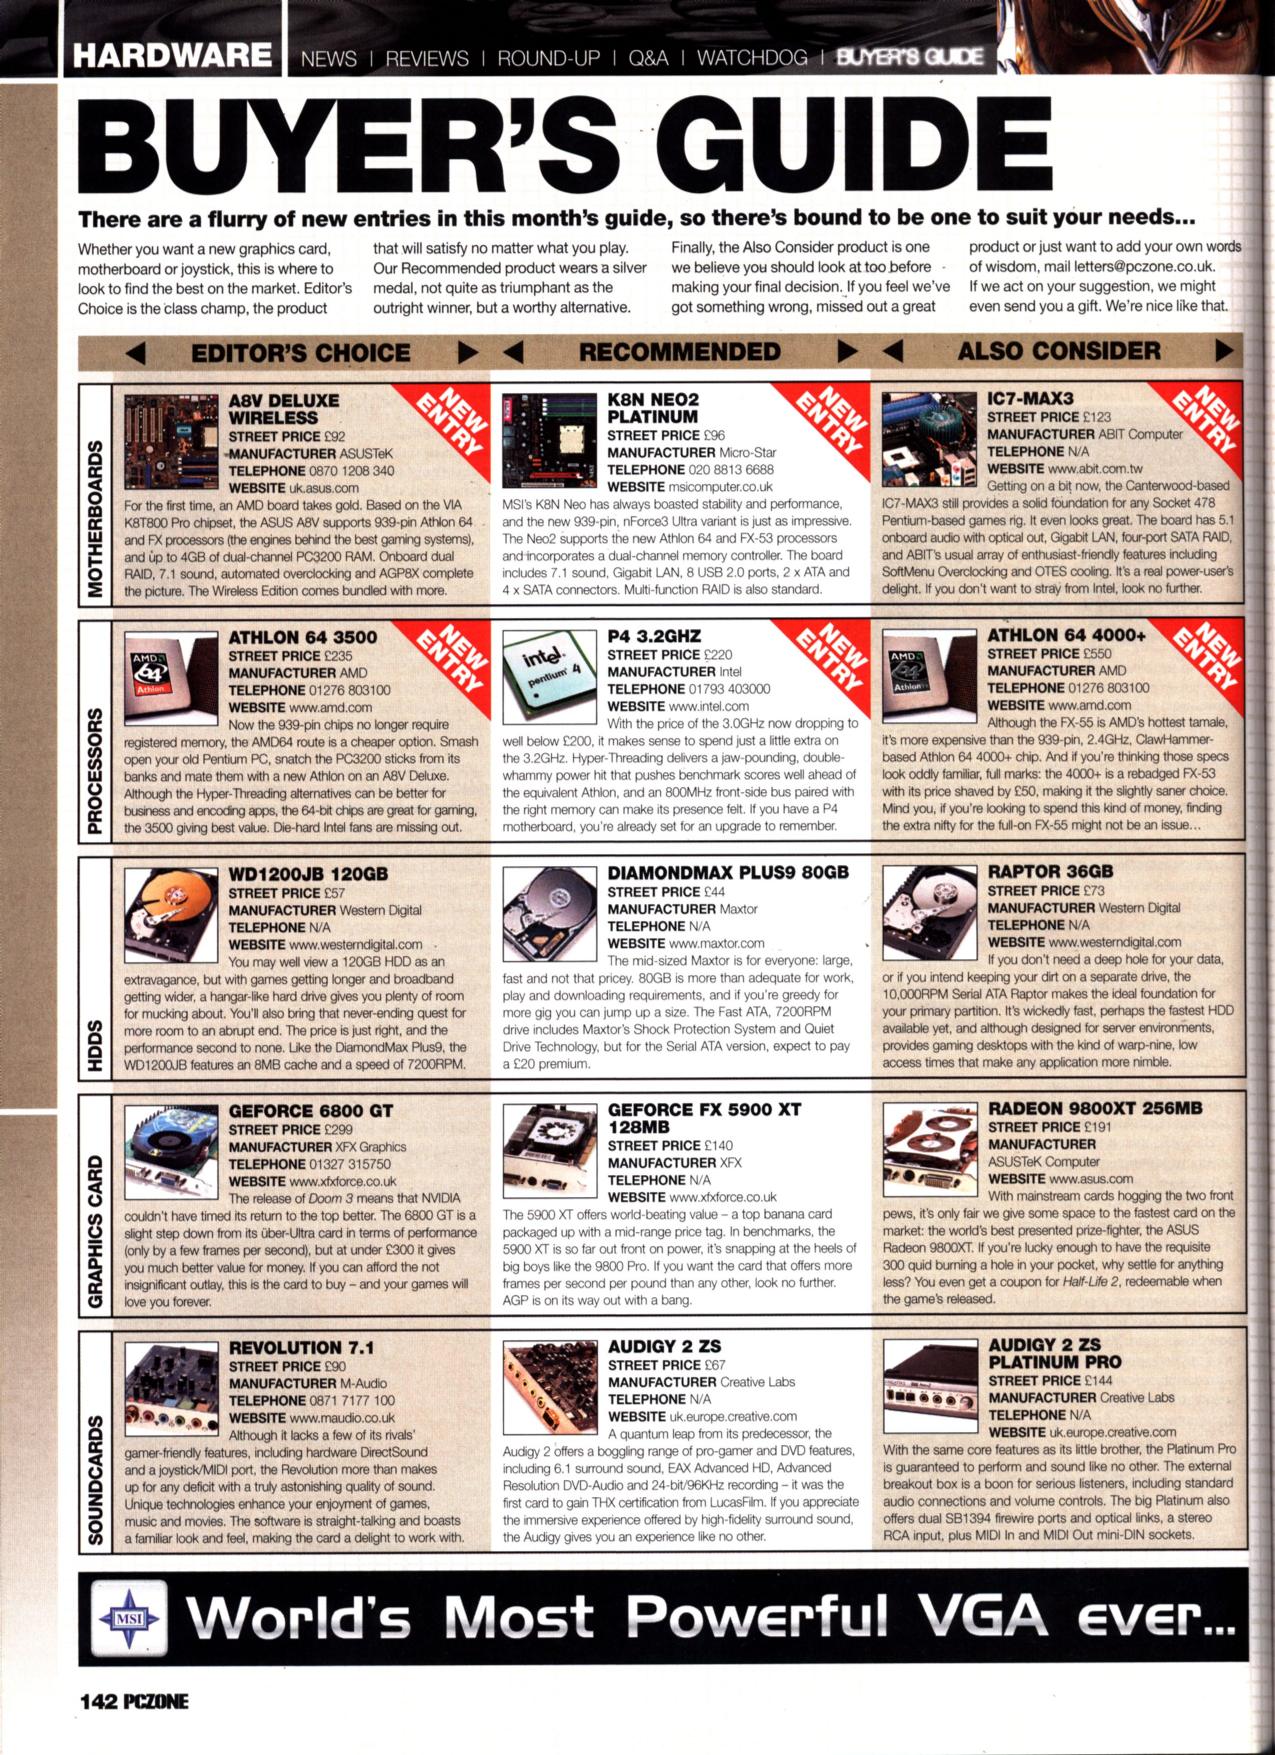 HARDWARE NEWS | REVIEWS | ROUND-UP | Q&A | WATCHDOG | BUYER'S GUIDE
BUYER'S GUIDE
There are a flurry of new entries in this month's guide, so there's bound to be one to suit your needs...
Whether you want a new graphics card,
motherboard or joystick, this is where to
look to find the best on the market. Editor's
Choice is the class champ, the product
that will satisfy no matter what you play.
Our Recommended product wears a silver
medal, not quite as triumphant as the
outright winner, but a worthy alternative.
Finally, the Also Consider product is one
we believe you should look at too before
making your final decision. If you feel we've
got something wrong, missed out a great
product or just want to add your own words
of wisdom, mail letters@pczone.co.uk.
If we act on your suggestion, we might
even send you a gift. We're nice like that.
EDITOR'S CHOICE
RECOMMENDED
ALSO CONSIDER
MOTHERBOARDS
A8V DELUXE
WIRELESS
STREET PRICE £92
MANUFACTURER ASUSTeK
TELEPHONE 0870 1208 340
WEBSITE uk.asus.com
NEW
ENTRY
For the first time, an AMD board takes gold. Based on the VIA
K8T800 Pro chipset, the ASUS A8V supports 939-pin Athlon 64
and FX processors (the engines behind the best gaming systems),
and up to 4GB of dual-channel PC3200 RAM. Onboard dual
RAID, 7.1 sound, automated overclocking and AGP8X complete
the picture. The Wireless Edition comes bundled with more.
K8N NEO2
PLATINUM
STREET PRICE £96
MANUFACTURER Micro-Star
TELEPHONE 020 8813 6688
WEBSITE msicomputer.co.uk
NEW
ENTRY
MSI's K8N Neo has always boasted stability and performance,
and the new 939-pin, nForce3 Ultra variant is just as impressive.
The Neo2 supports the new Athlon 64 and FX-53 processors
and incorporates a dual-channel memory controller. The board
includes 7.1 sound, Gigabit LAN, 8 USB 2.0 ports, 2 x ATA and
4 x SATA connectors. Multi-function RAID is also standard.
IC7-MAX3
STREET PRICE £123
MANUFACTURER ABIT Computer
TELEPHONE N/A
WEBSITE www.abit.com.tw
NEW
ENTRY
Getting on a bit now, the Canterwood-based
IC7-MAX3 still provides a solid foundation for any Socket 478
Pentium-based games rig. It even looks great. The board has 5.1
onboard audio with optical out, Gigabit LAN, four-port SATA RAID,
and ABIT's usual array of enthusiast-friendly features including
SoftMenu Overclocking and OTES cooling. It's a real power-user's
delight. If you don't want to stray from Intel, look no further.
PROCESSORS
AMD
64
Athlon
ATHLON 64 3500
STREET PRICE £235
MANUFACTURER AMD
TELEPHONE 01276 803100
WEBSITE www.amd.com
NEW
ENTRY
Now the 939-pin chips no longer require
registered memory, the AMD64 route is a cheaper option. Smash
open your old Pentium PC, snatch the PC3200 sticks from its
banks and mate them with a new Athlon on an A8V Deluxe.
Although the Hyper-Threading alternatives can be better for
business and encoding apps, the 64-bit chips are great for gaming,
the 3500 giving best value. Die-hard Intel fans are missing out.
intel
pentium 4
P4 3.2GHZ
STREET PRICE £220
MANUFACTURER Intel
TELEPHONE 01793 403000
WEBSITE www.intel.com
NEW
ENTRY
With the price of the 3.0GHz now dropping to
well below £200, it makes sense to spend just a little extra on
the 3.2GHz. Hyper-Threading delivers a jaw-pounding, double-
whammy power hit that pushes benchmark scores well ahead of
the equivalent Athlon, and an 800MHz front-side bus paired with
the right memory can make its presence felt. If you have a P4
motherboard, you're already set for an upgrade to remember.
AMD
64
Athlon
ATHLON 64 4000+
STREET PRICE £550
MANUFACTURER AMD
TELEPHONE 01276 803100
WEBSITE www.amd.com
NEW
ENTRY
Although the FX-55 is AMD's hottest tamale,
it's more expensive than the 939-pin, 2.4GHz, ClawHammer-
based Athlon 64 4000+ chip. And if you're thinking those specs
look oddly familiar, full marks: the 4000+ is a rebadged FX-53
with its price shaved by £50, making it the slightly saner choice.
Mind you, if you're looking to spend this kind of money, finding
the extra nifty for the full-on FX-55 might not be an issue...
HDDS
WD1200JB 120GB
STREET PRICE £57
MANUFACTURER Western Digital
TELEPHONE N/A
WEBSITE www.westerndigital.com
You may well view a 120GB HDD as an
extravagance, but with games getting longer and broadband
getting wider, a hangar-like hard drive gives you plenty of room
for mucking about. You'll also bring that never-ending quest for
more room to an abrupt end. The price is just right, and the
performance second to none. Like the DiamondMax Plus9, the
WD1200JB features an 8MB cache and a speed of 7200RPM.
DIAMONDMAX PLUS9 80GB
STREET PRICE £44
MANUFACTURER Maxtor
TELEPHONE N/A
WEBSITE www.maxtor.com
The mid-sized Maxtor is for everyone: large,
fast and not that pricey. 80GB is more than adequate for work,
play and downloading requirements, and if you're greedy for
more gig you can jump up a size. The Fast ATA, 7200RPM
drive includes Maxtor's Shock Protection System and Quiet
Drive Technology, but for the Serial ATA version, expect to pay
a £20 premium.
RAPTOR 36GB
STREET PRICE £73
MANUFACTURER Western Digital
TELEPHONE N/A
WEBSITE www.westerndigital.com
If you don't need a deep hole for your data,
or if you intend keeping your dirt on a separate drive, the
10,000RPM Serial ATA Raptor makes the ideal foundation for
your primary partition. It's wickedly fast, perhaps the fastest HDD
available yet, and although designed for server environments,
provides gaming desktops with the kind of warp-nine, low
access times that make any application more nimble.
GRAPHICS CARD
GEFORCE 6800 GT
STREET PRICE £299
MANUFACTURER XFX Graphics
TELEPHONE 01327 315750
WEBSITE www.xfxforce.co.uk
The release of Doom 3 means that NVIDIA
couldn't have timed its return to the top better. The 6800 GT is a
slight step down from its über-Ultra card in terms of performance
(only by a few frames per second), but at under £300 it gives
you much better value for money. If you can afford the not
insignificant outlay, this is the card to buy – and your games will
love you forever.
GEFORCE FX 5900 XT
128MB
STREET PRICE £140
MANUFACTURER XFX
TELEPHONE N/A
WEBSITE www.xfxforce.co.uk
The 5900 XT offers world-beating value – a top banana card
packaged up with a mid-range price tag. In benchmarks, the
5900 XT is so far out front on power, it's snapping at the heels of
big boys like the 9800 Pro. If you want the card that offers more
frames per second per pound than any other, look no further.
AGP is on its way out with a bang.
RADEON 9800XT 256MB
STREET PRICE £191
MANUFACTURER
ASUSTeK Computer
WEBSITE www.asus.com
With mainstream cards hogging the two front
pews, it's only fair we give some space to the fastest card on the
market: the world's best presented prize-fighter, the ASUS
Radeon 9800XT. If you're lucky enough to have the requisite
300 quid burning a hole in your pocket, why settle for anything
less? You even get a coupon for Half-Life 2, redeemable when
the game's released.
SOUNDCARDS
REVOLUTION 7.1
STREET PRICE £90
MANUFACTURER M-Audio
TELEPHONE 0871 7177 100
WEBSITE www.maudio.co.uk
Although it lacks a few of its rivals'
gamer-friendly features, including hardware DirectSound
and a joystick/MIDI port, the Revolution more than makes
up for any deficit with a truly astonishing quality of sound.
Unique technologies enhance your enjoyment of games,
music and movies. The software is straight-talking and boasts
a familiar look and feel, making the card a delight to work with.
AUDIGY 2 ZS
STREET PRICE £67
MANUFACTURER Creative Labs
TELEPHONE N/A
WEBSITE uk.europe.creative.com
A quantum leap from its predecessor, the
Audigy 2 offers a boggling range of pro-gamer and DVD features,
including 6.1 surround sound, EAX Advanced HD, Advanced
Resolution DVD-Audio and 24-bit/96KHz recording – it was the
first card to gain THX certification from LucasFilm. If you appreciate
the immersive experience offered by high-fidelity surround sound,
the Audigy gives you an experience like no other.
AUDIGY 2 ZS
PLATINUM PRO
STREET PRICE £144
MANUFACTURER Creative Labs
TELEPHONE N/A
WEBSITE uk.europe.creative.com
With the same core features as its little brother, the Platinum Pro
is guaranteed to perform and sound like no other. The external
breakout box is a boon for serious listeners, including standard
audio connections and volume controls. The big Platinum also
offers dual SB1394 firewire ports and optical links, a stereo
RCA input, plus MIDI In and MIDI Out mini-DIN sockets.
MSI World's Most Powerful VGA ever...
142 PCZONE